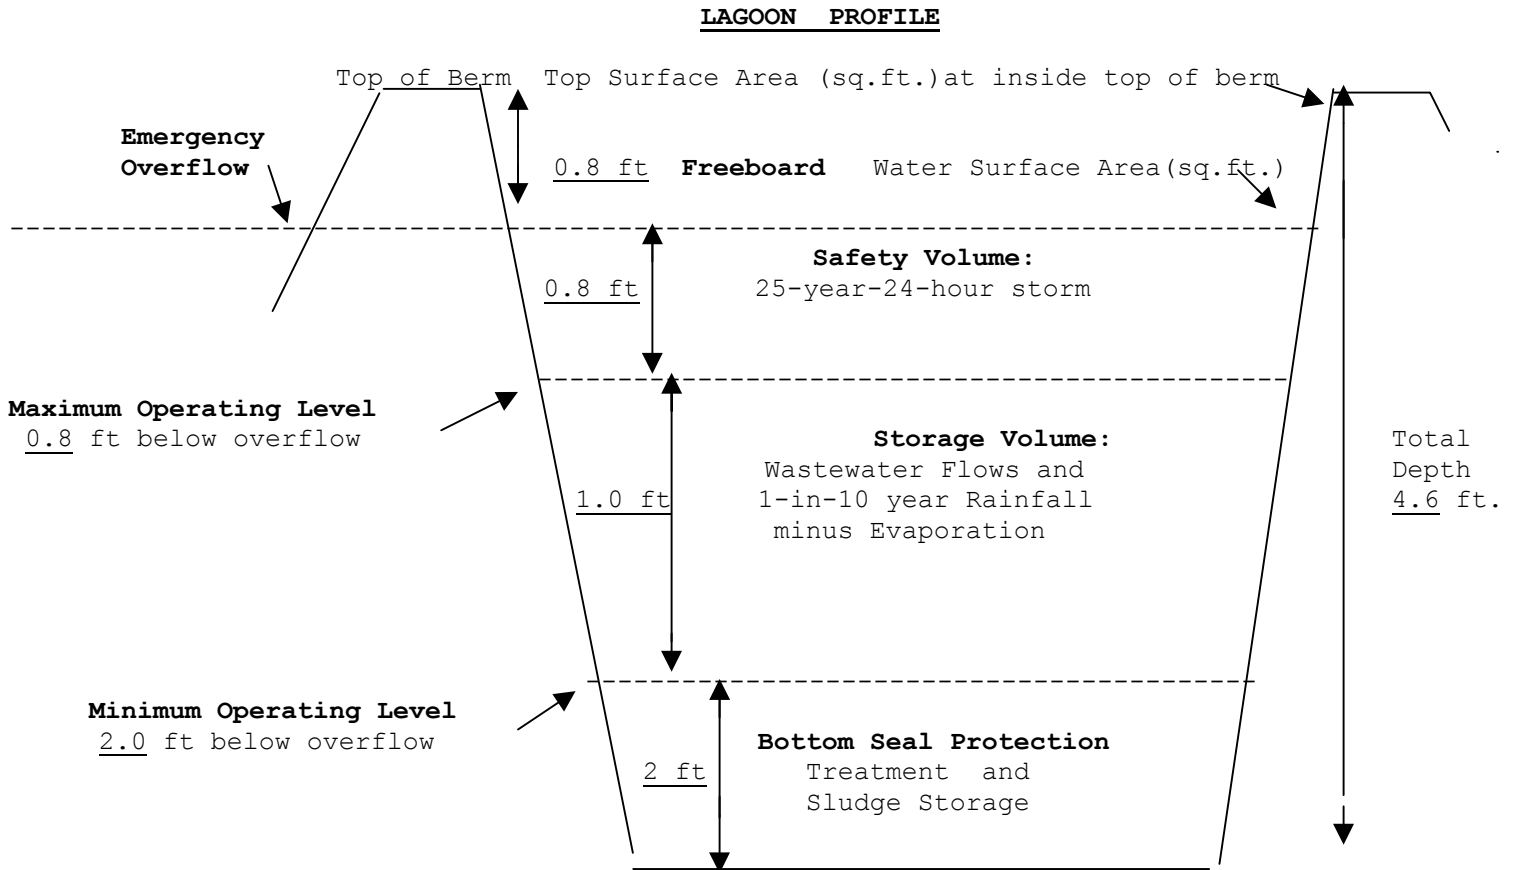 LAGOON PROFILE
Top of Berm Top Surface Area (sq.ft.)at inside top of berm
Emergency
Overflow
0.8 ft Freeboard Water Surface Area(sq.ft.)
Safety Volume:
0.8 ft 25-year-24-hour storm
Maximum Operating Level
0.8 ft below overflow
Storage Volume:
Wastewater Flows and
1.0 ft 1-in-10 year Rainfall
minus Evaporation
Total
Depth
4.6 ft.
Minimum Operating Level
2.0 ft below overflow
Bottom Seal Protection
2 ft Treatment and
Sludge Storage